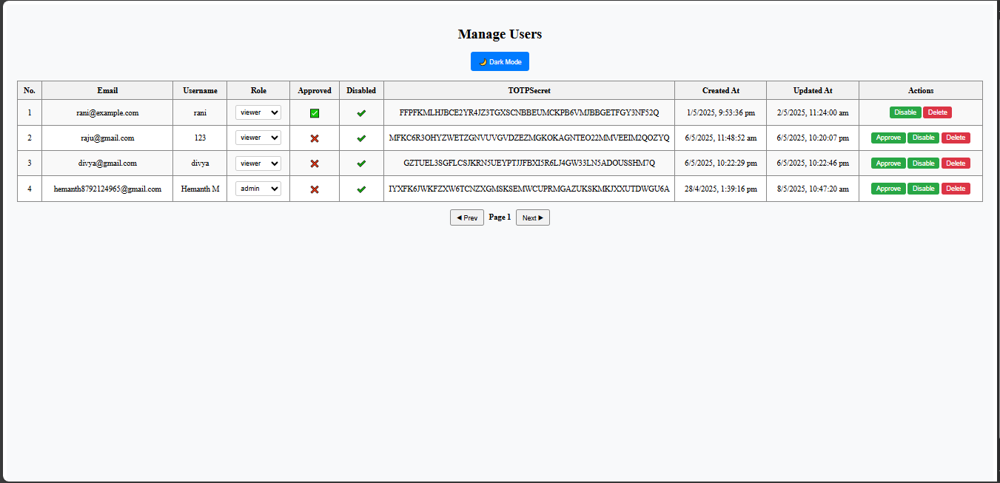 Manage Users
🌙 Dark Mode
No. Email Username Role Approved Disabled TOTPSecret Created At Updated At Actions
1 rani@example.com rani viewer ✅ ✔ FFPFKMLHJBCE2YR4JZ3TGXSCNBBEUMCKPB6VMJBBGETFGY3NF52Q 1/5/2025, 9:53:36 pm 2/5/2025, 11:24:00 am Disable Delete
2 raju@gmail.com 123 viewer ❌ ✔ MFKC6R3OHYZWETZGNVUVGVDZEZMGKOKAGNTEO22MMVEEIM2QOZYQ 6/5/2025, 11:48:52 am 6/5/2025, 10:20:07 pm Approve Disable Delete
3 divya@gmail.com divya viewer ❌ ✔ GZTUEL3SGFLCSJKRN5UEYPTJJFBXI5R6LJ4GW33LN5ADOUSSHM7Q 6/5/2025, 10:22:29 pm 6/5/2025, 10:22:46 pm Approve Disable Delete
4 hemanth8792124965@gmail.com Hemanth M admin ❌ ✔ IYXFK6JWKFZXW6TCNZXGMSKSEMWCUPRMGAZUKSKMKJXXUTDWGU6A 28/4/2025, 1:39:16 pm 8/5/2025, 10:47:20 am Approve Disable Delete
◀ Prev Page 1 Next ▶